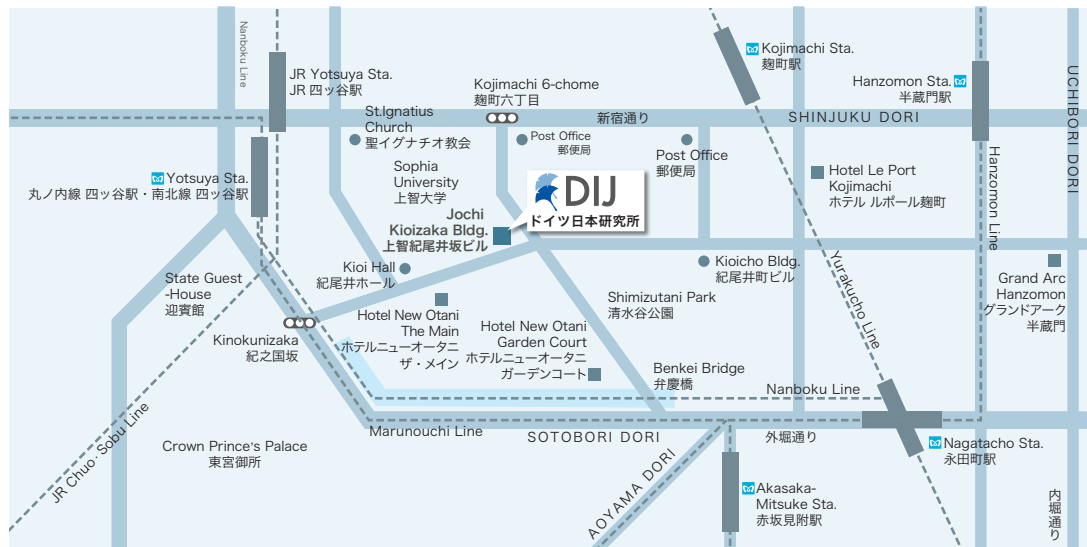 Nanboku Line
JR Yotsuya Sta.
JR 四ッ谷駅
Kojimachi 6-chome
麹町六丁目
Kojimachi Sta.
麹町駅
Hanzomon Sta.
半蔵門駅
UCHIBORI DORI
新宿通り
SHINJUKU DORI
St.Ignatius
Church
聖イグナチオ教会
Post Office
郵便局
Post Office
郵便局
Sophia
University
上智大学
Hotel Le Port
Kojimachi
ホテル ルポール麹町
Hanzomon Line
Yotsuya Sta.
丸ノ内線 四ッ谷駅・南北線 四ッ谷駅
DIJ
ドイツ日本研究所
Jochi
Kioizaka Bldg.
上智紀尾井坂ビル
Kioi Hall
紀尾井ホール
Kioicho Bldg.
紀尾井町ビル
Yurakucho Line
Grand Arc
Hanzomon
グランドアーク
半蔵門
State Guest
-House
迎賓館
Shimizutani Park
清水谷公園
Hotel New Otani
The Main
ホテルニューオータニ
ザ・メイン
Hotel New Otani
Garden Court
ホテルニューオータニ
ガーデンコート
Kinokunizaka
紀之国坂
Benkei Bridge
弁慶橋
Nanboku Line
JR Chuo·Sobu Line
Marunouchi Line
SOTOBORI DORI
外堀通り
Nagatacho Sta.
永田町駅
Crown Prince's Palace
東宮御所
AOYAMA DORI
Akasaka-
Mitsuke Sta.
赤坂見附駅
内堀通り